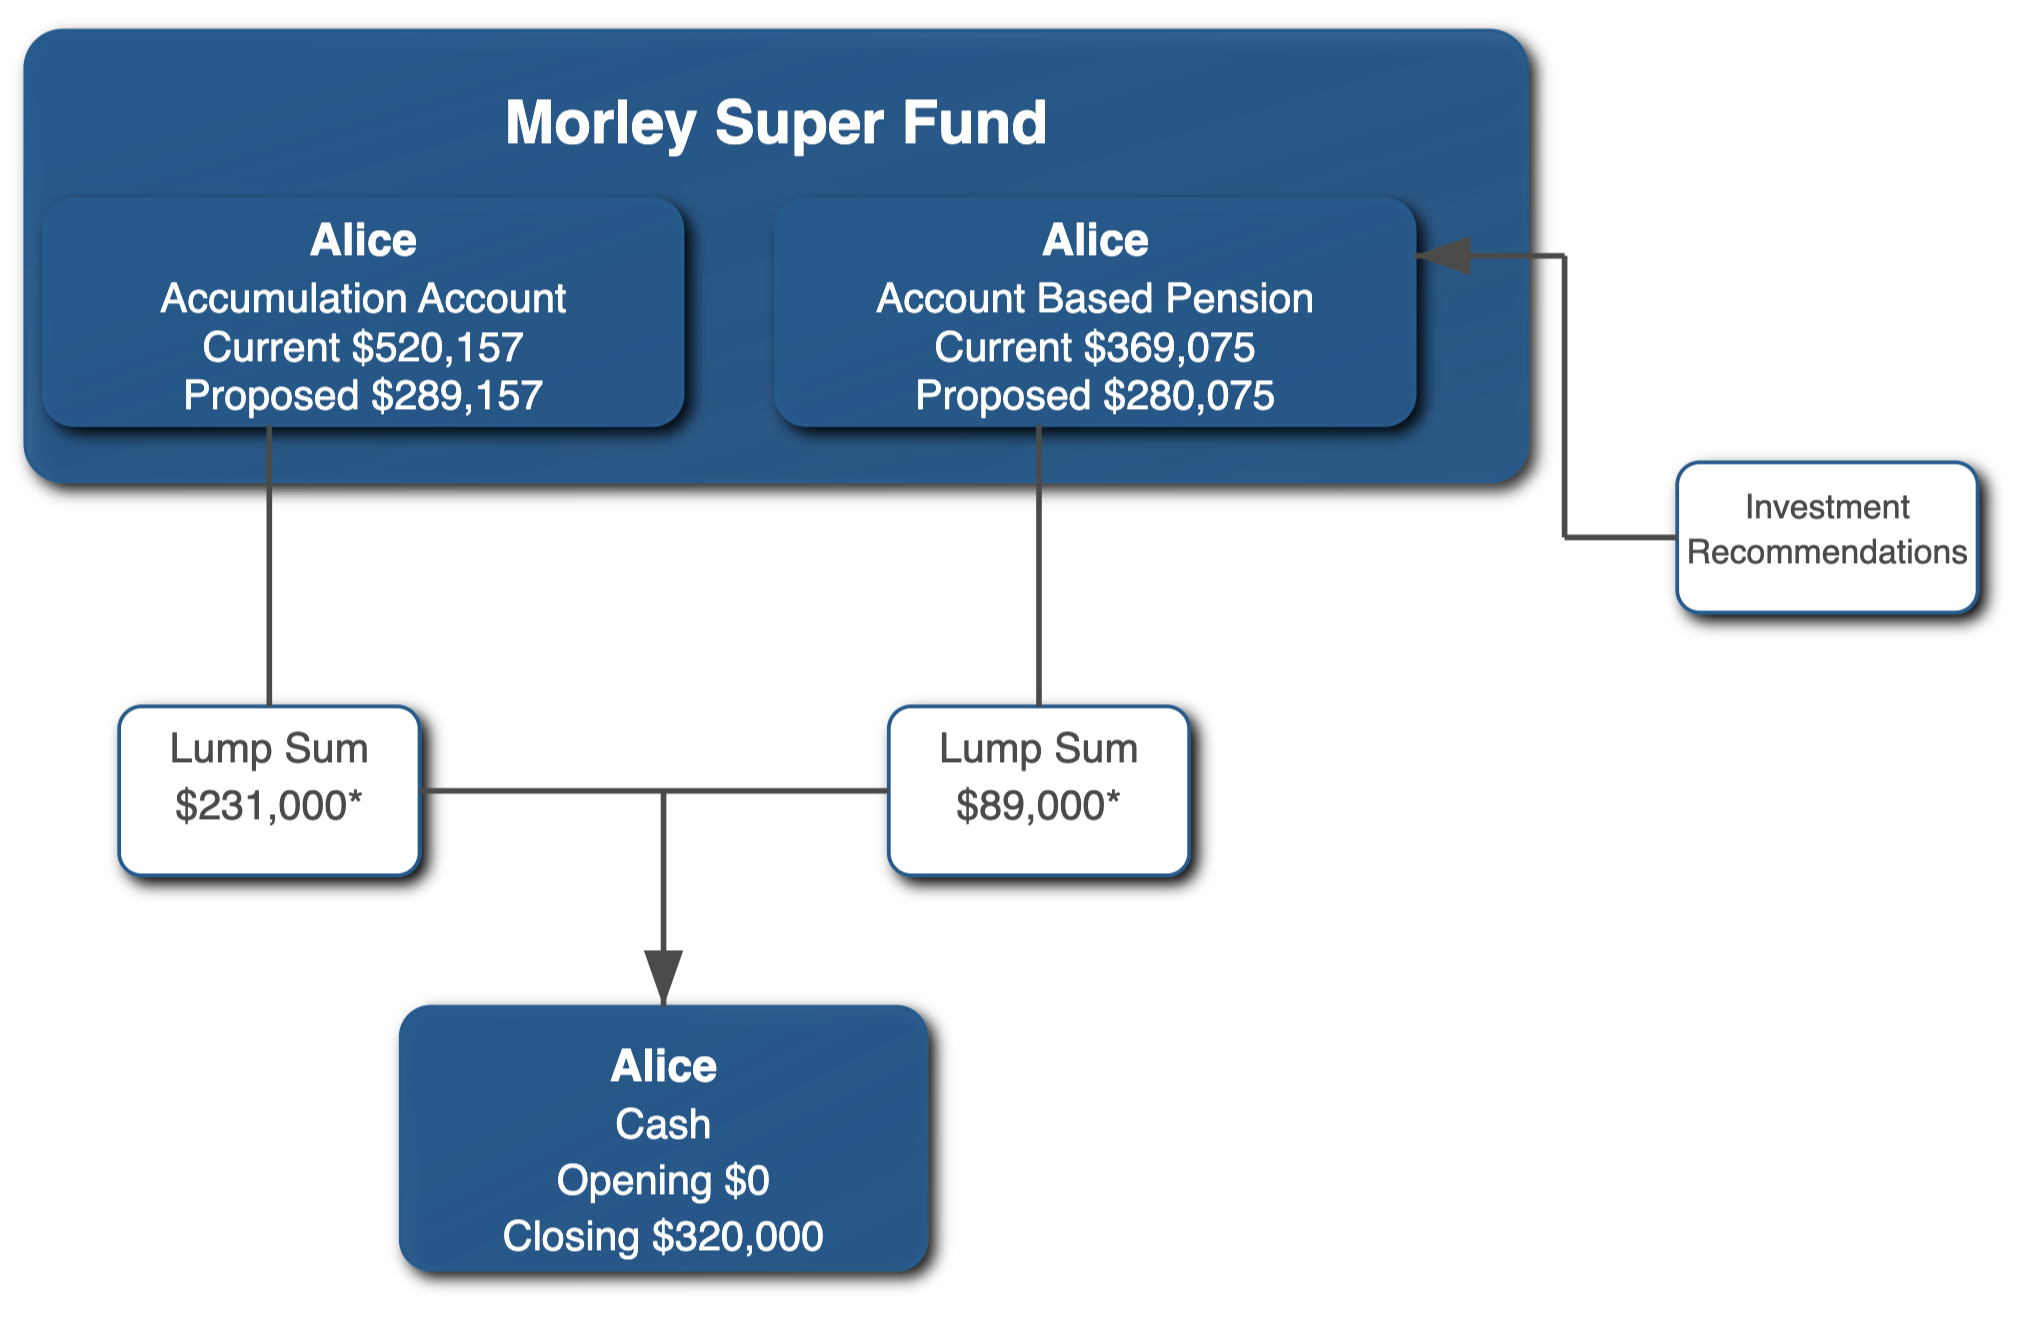 Morley Super Fund
Alice
Accumulation Account
Current $520,157
Proposed $289,157
Alice
Account Based Pension
Current $369,075
Proposed $280,075
Investment
Recommendations
Lump Sum
$231,000*
Lump Sum
$89,000*
Alice
Cash
Opening $0
Closing $320,000